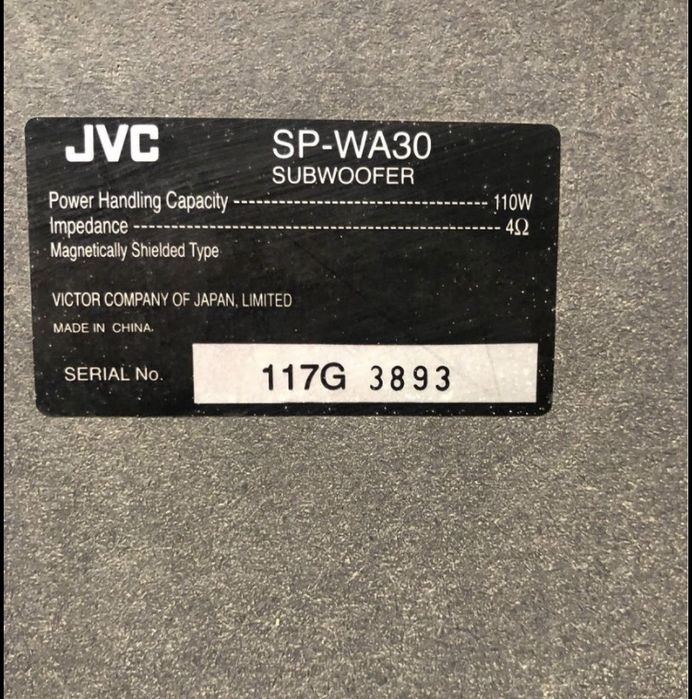 JVC SP-WA30
SUBWOOFER
Power Handling Capacity ---------------------------------- 110W
Impedance ------------------------------------------------ 4Ω
Magnetically Shielded Type
VICTOR COMPANY OF JAPAN, LIMITED
MADE IN CHINA.
SERIAL No. 117G 3893